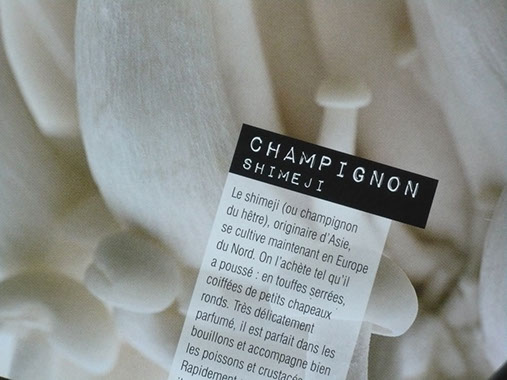 CHAMPIGNON
SHIMEJI
Le shimeji (ou champignon
du hêtre), originaire d'Asie,
se cultive maintenant en Europe
du Nord. On l'achète tel qu'il
a poussé : en touffes serrées,
coiffées de petits chapeaux
ronds. Très délicatement
parfumé, il est parfait dans les
bouillons et accompagne bien
les poissons et crustacé
Rapidement